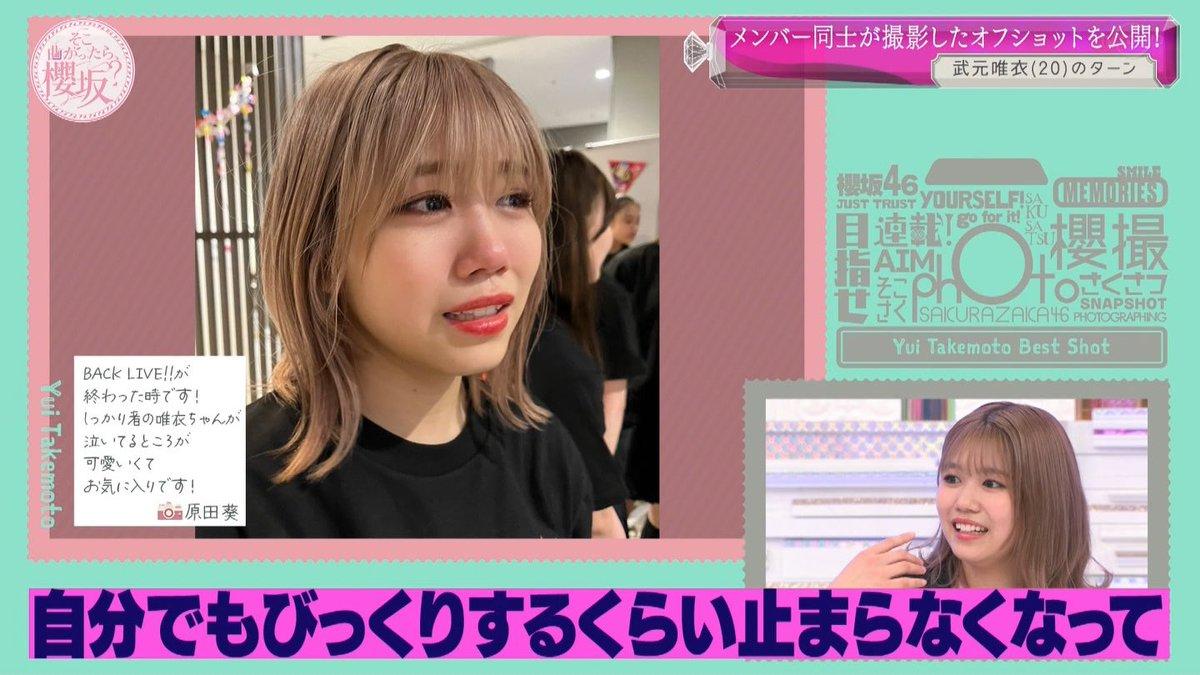 そこ
曲がったら
櫻坂?
メンバー同士が撮影したオフショットを公開!
武元唯衣(20)のターン
櫻坂46
JUST TRUST YOURSELF!
go for it!
SA
KU
SA
TSU
SMILE
MEMORIES
目指せ
連載!
AIM
そこ
さく
photo。
櫻撮
さくさつ
SNAPSHOT
SAKURAZAKA46 PHOTOGRAPHING
Yui Takemoto Best Shot
Yui Takemoto
BACK LIVE!!が
終わった時です!
しっかり者の唯衣ちゃんが
泣いてるところが
可愛いくて
お気に入りです!
原田葵
自分でもびっくりするくらい止まらなくなって